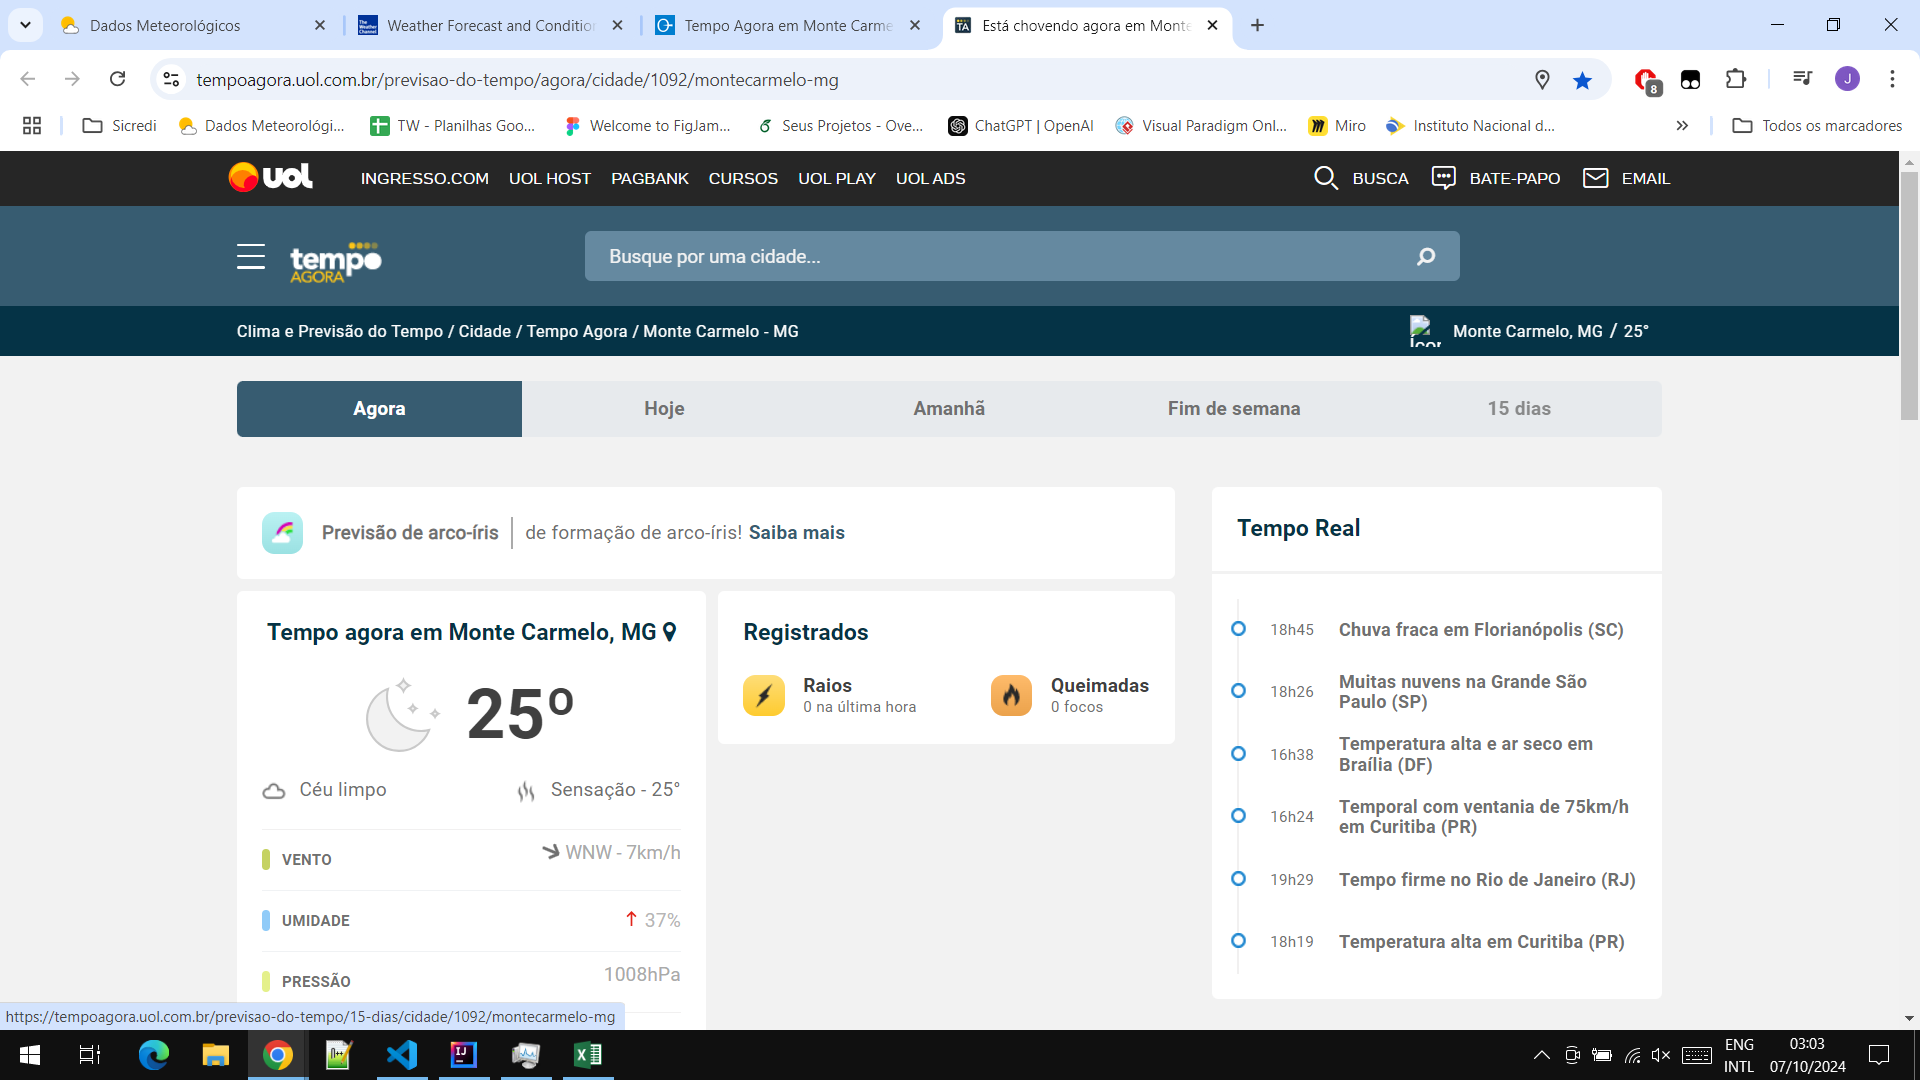 Dados Meteorológicos
Weather Forecast and Condition
Tempo Agora em Monte Carme
Está chovendo agora em Monte
tempoagora.uol.com.br/previsao-do-tempo/agora/cidade/1092/montecarmelo-mg
8
J
Sicredi
Dados Meteorológi...
TW - Planilhas Goo...
Welcome to FigJam...
Seus Projetos - Ove...
ChatGPT | OpenAI
Visual Paradigm Onl...
Miro
Instituto Nacional d...
Todos os marcadores
UOL
INGRESSO.COM UOL HOST PAGBANK CURSOS UOL PLAY UOL ADS
BUSCA BATE-PAPO EMAIL
tempo
AGORA
Busque por uma cidade...
Clima e Previsão do Tempo / Cidade / Tempo Agora / Monte Carmelo - MG
Monte Carmelo, MG / 25°
Agora Hoje Amanhã Fim de semana 15 dias
Previsão de arco-íris de formação de arco-íris! Saiba mais
Tempo agora em Monte Carmelo, MG
25º
Céu limpo Sensação - 25°
VENTO WNW - 7km/h
UMIDADE 37%
PRESSÃO 1008hPa
Registrados
Raios
0 na última hora
Queimadas
0 focos
Tempo Real
18h45 Chuva fraca em Florianópolis (SC)
18h26 Muitas nuvens na Grande São
Paulo (SP)
16h38 Temperatura alta e ar seco em
Braília (DF)
16h24 Temporal com ventania de 75km/h
em Curitiba (PR)
19h29 Tempo firme no Rio de Janeiro (RJ)
18h19 Temperatura alta em Curitiba (PR)
https://tempoagora.uol.com.br/previsao-do-tempo/15-dias/cidade/1092/montecarmelo-mg
ENG
INTL
03:03
07/10/2024